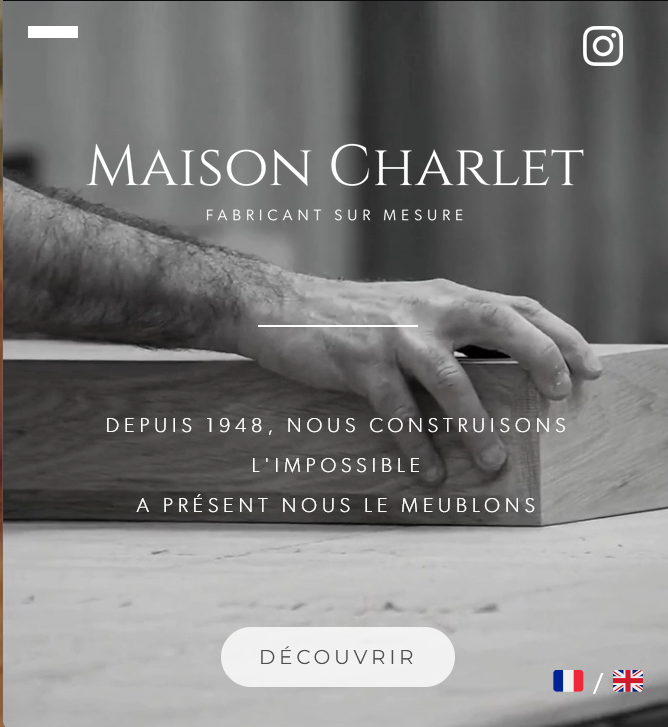 MAISON CHARLET
FABRICANT SUR MESURE
DEPUIS 1948, NOUS CONSTRUISONS
L'IMPOSSIBLE
A PRÉSENT NOUS LE MEUBLONS
DÉCOUVRIR
/